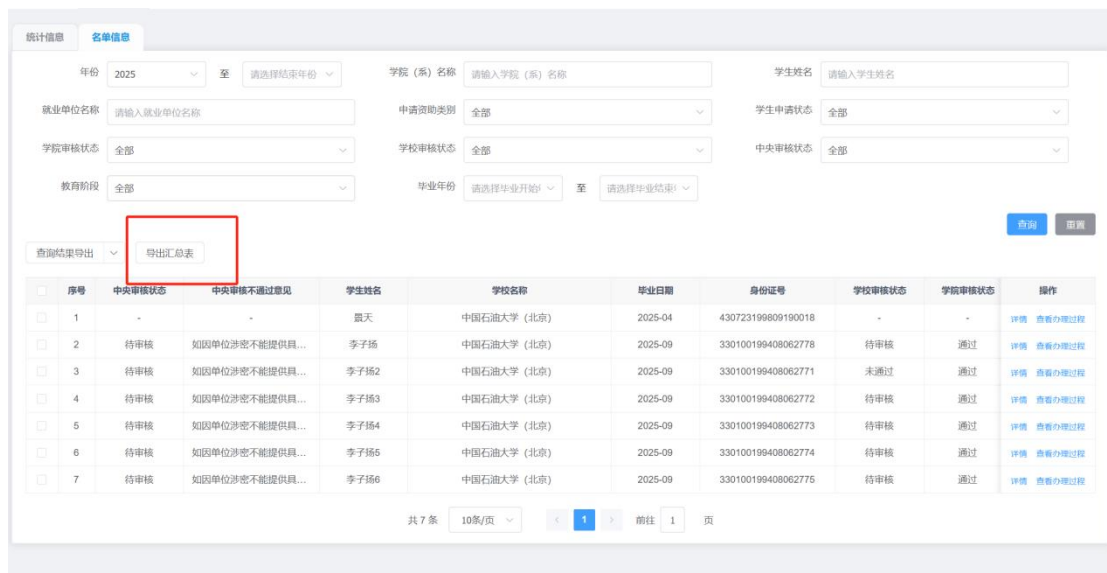 统计信息 名单信息
年份 2025 至 请选择结束年份 学院（系）名称 请输入学院（系）名称 学生姓名 请输入学生姓名
就业单位名称 请输入就业单位名称 申请资助类别 全部 学生申请状态 全部
学院审核状态 全部 学校审核状态 全部 中央审核状态 全部
教育阶段 全部 毕业年份 请选择毕业开始 至 请选择毕业结束
查询 重置
查询结果导出 导出汇总表
序号 中央审核状态 中央审核不通过意见 学生姓名 学校名称 毕业日期 身份证号 学校审核状态 学院审核状态 操作
1 - - 景天 中国石油大学（北京） 2025-04 430723199809190018 - - 详情 查看办理过程
2 待审核 如因单位涉密不能提供具... 李子扬 中国石油大学（北京） 2025-09 330100199408062778 待审核 通过 详情 查看办理过程
3 待审核 如因单位涉密不能提供具... 李子扬2 中国石油大学（北京） 2025-09 330100199408062771 未通过 通过 详情 查看办理过程
4 待审核 如因单位涉密不能提供具... 李子扬3 中国石油大学（北京） 2025-09 330100199408062772 待审核 通过 详情 查看办理过程
5 待审核 如因单位涉密不能提供具... 李子扬4 中国石油大学（北京） 2025-09 330100199408062773 待审核 通过 详情 查看办理过程
6 待审核 如因单位涉密不能提供具... 李子扬5 中国石油大学（北京） 2025-09 330100199408062774 待审核 通过 详情 查看办理过程
7 待审核 如因单位涉密不能提供具... 李子扬6 中国石油大学（北京） 2025-09 330100199408062775 待审核 通过 详情 查看办理过程
共 7 条 10条/页 < 1 > 前往 1 页